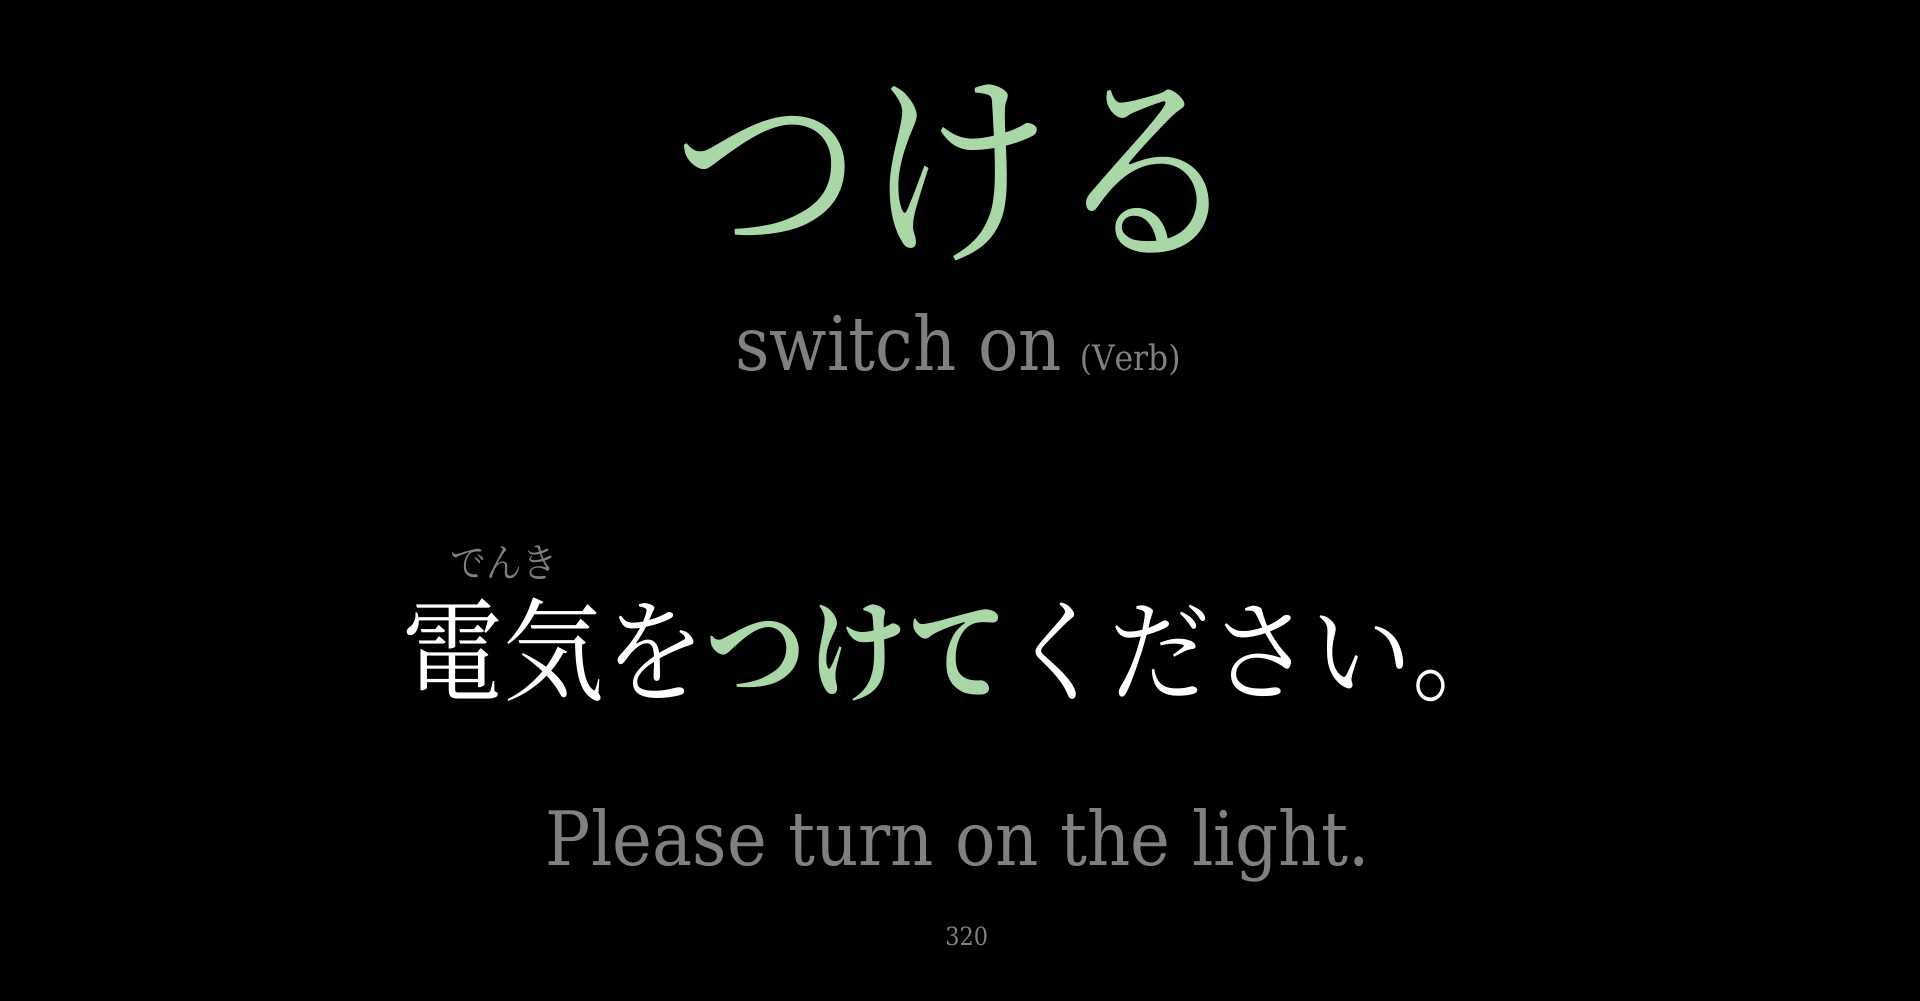 つける
switch on (Verb)
でんき
電気をつけてください。
Please turn on the light.
320